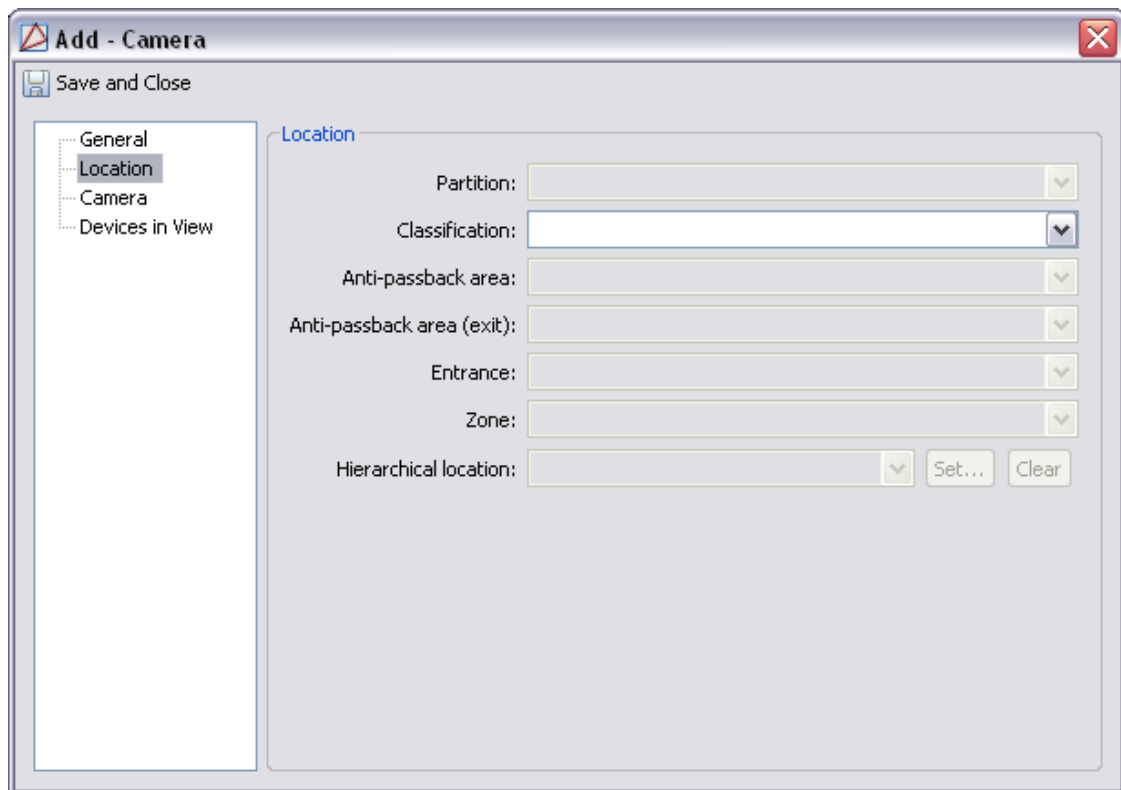 Add - Camera
Save and Close
General
Location
Camera
Devices in View
Location
Partition:
Classification:
Anti-passback area:
Anti-passback area (exit):
Entrance:
Zone:
Hierarchical location: Set... Clear